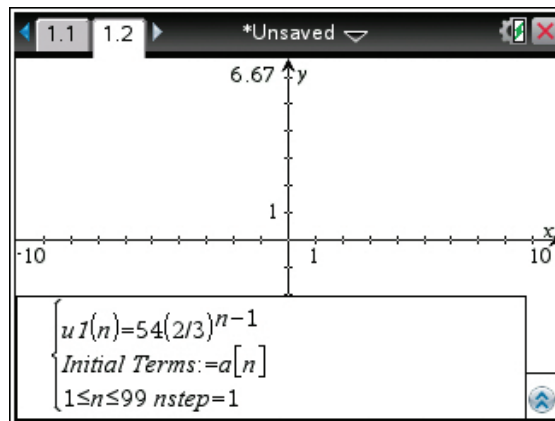 1.1 1.2 *Unsaved
6.67 y
1
x
-10 1 10
u1(n)=54(2/3)^{n-1}
Initial Terms:=a[n]
1≤n≤99 nstep=1